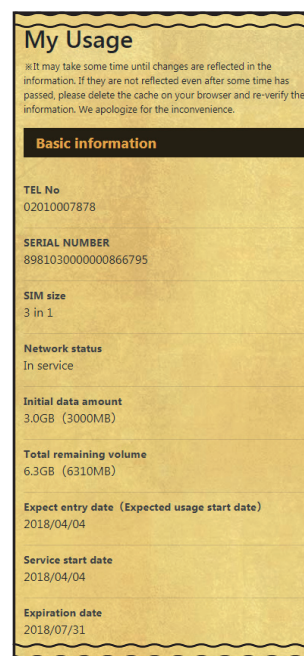 My Usage
※It may take some time until changes are reflected in the
information. If they are not reflected even after some time has
passed, please delete the cache on your browser and re-verify the
information. We apologize for the inconvenience.
Basic information
TEL No
02010007878
SERIAL NUMBER
8981030000000866795
SIM size
3 in 1
Network status
In service
Initial data amount
3.0GB（3000MB）
Total remaining volume
6.3GB（6310MB）
Expect entry date（Expected usage start date）
2018/04/04
Service start date
2018/04/04
Expiration date
2018/07/31